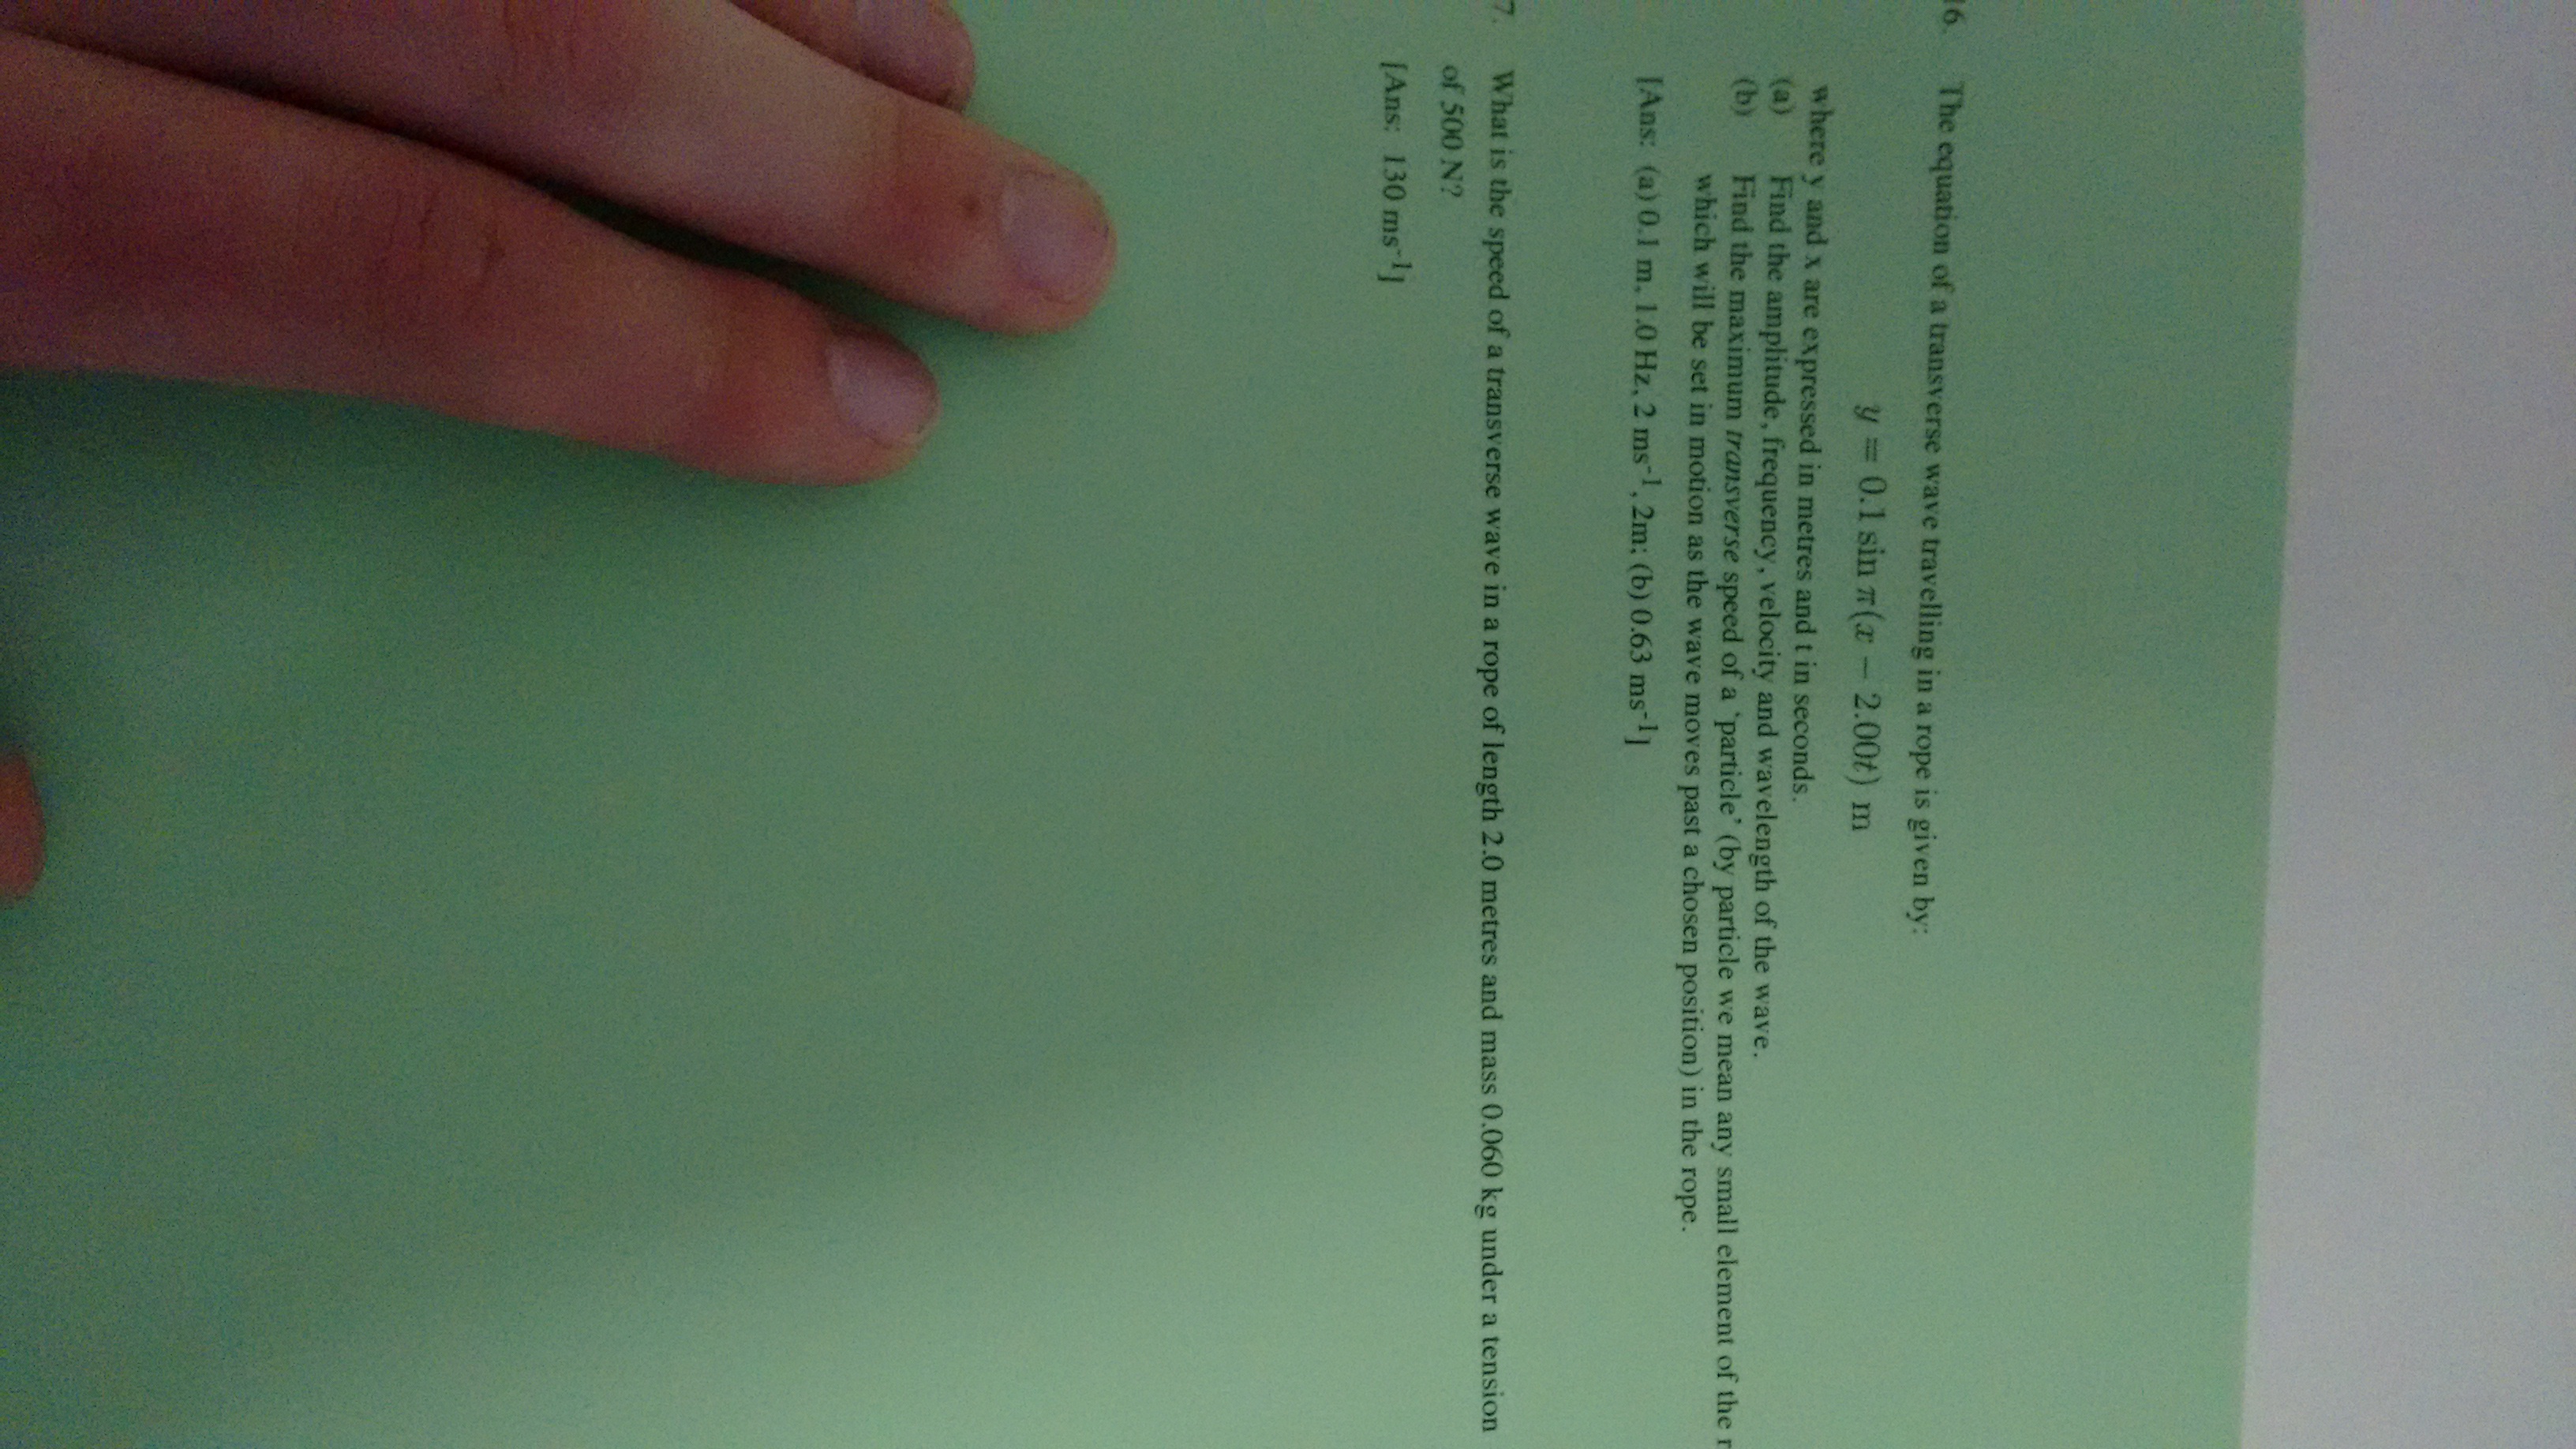 16. The equation of a transverse wave travelling in a rope is given by:
y = 0.1 sin π(x − 2.00t) m
where y and x are expressed in metres and t in seconds.
(a) Find the amplitude, frequency, velocity and wavelength of the wave.
(b) Find the maximum transverse speed of a 'particle' (by particle we mean any small element of the r
which will be set in motion as the wave moves past a chosen position) in the rope.
[Ans: (a) 0.1 m, 1.0 Hz, 2 ms⁻¹, 2m; (b) 0.63 ms⁻¹]
7. What is the speed of a transverse wave in a rope of length 2.0 metres and mass 0.060 kg under a tension
of 500 N?
[Ans: 130 ms⁻¹]